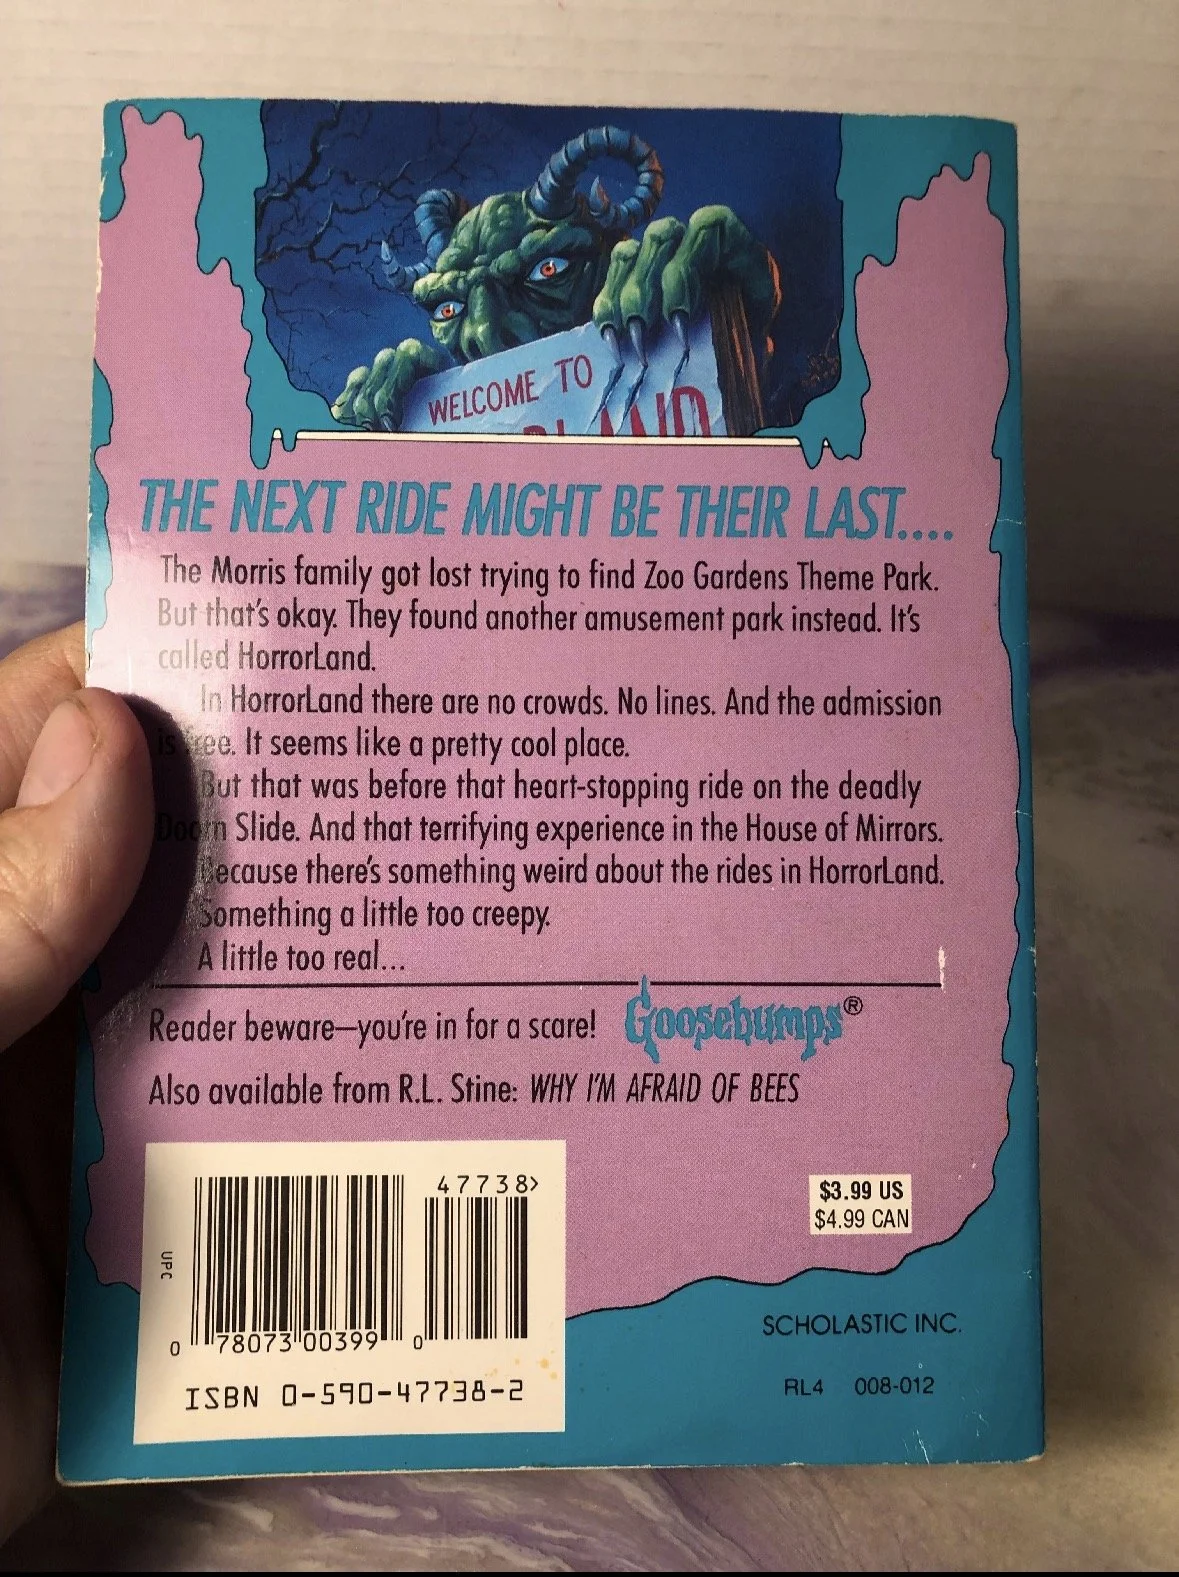 WELCOME TO
THE NEXT RIDE MIGHT BE THEIR LAST....
The Morris family got lost trying to find Zoo Gardens Theme Park.
But that's okay. They found another amusement park instead. It's
called HorrorLand.
In HorrorLand there are no crowds. No lines. And the admission
is free. It seems like a pretty cool place.
But that was before that heart-stopping ride on the deadly
Doom Slide. And that terrifying experience in the House of Mirrors.
Because there's something weird about the rides in HorrorLand.
Something a little too creepy.
A little too real...
Reader beware—you're in for a scare! Goosebumps®
Also available from R.L. Stine: WHY I'M AFRAID OF BEES
47738>
$3.99 US
$4.99 CAN
UPC
0 78073 00399 0
ISBN 0-590-47738-2
SCHOLASTIC INC.
RL4 008-012